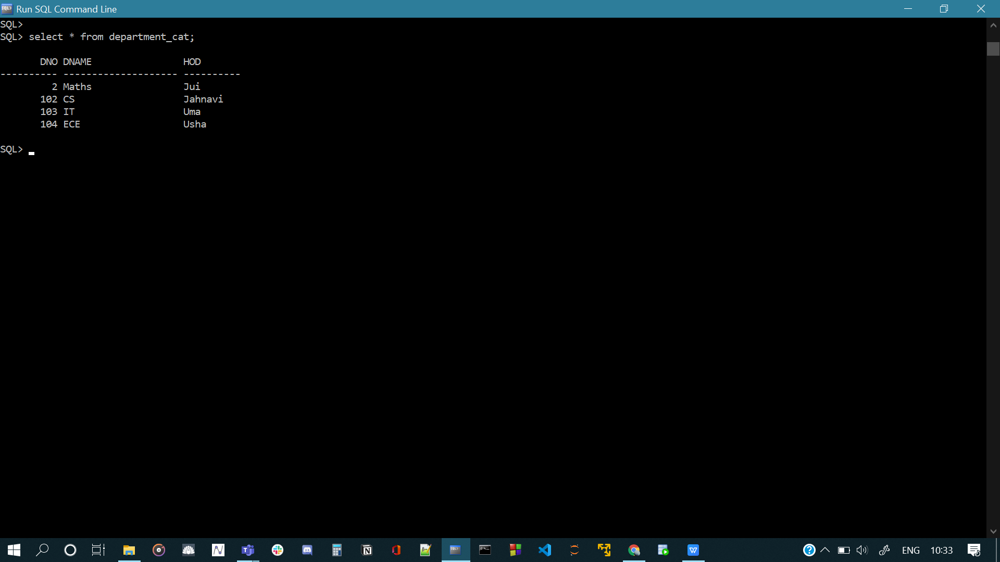 Run SQL Command Line
SQL>
SQL> select * from department_cat;
       DNO DNAME                HOD
---------- -------------------- ----------
         2 Maths                Jui
       102 CS                   Jahnavi
       103 IT                   Uma
       104 ECE                  Usha
SQL>
ENG 10:33